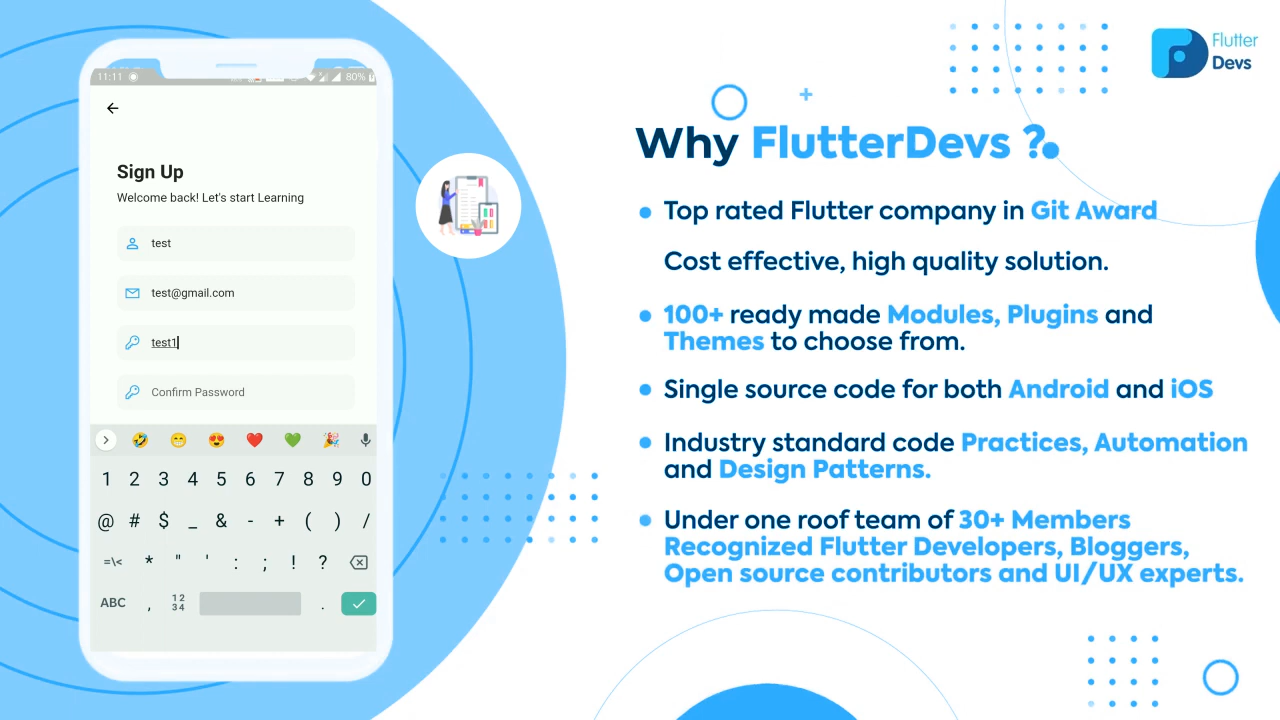 11:11
80%
Sign Up
Welcome back! Let's start Learning
test
test@gmail.com
test1
Confirm Password
1 2 3 4 5 6 7 8 9 0
@ # $ _ & - + ( ) /
=\< * " ' : ; ! ?
ABC , 12 34 .
Flutter
Devs
Why FlutterDevs ?
Top rated Flutter company in Git Award
Cost effective, high quality solution.
100+ ready made Modules, Plugins and
Themes to choose from.
Single source code for both Android and iOS
Industry standard code Practices, Automation
and Design Patterns.
Under one roof team of 30+ Members
Recognized Flutter Developers, Bloggers,
Open source contributors and UI/UX experts.